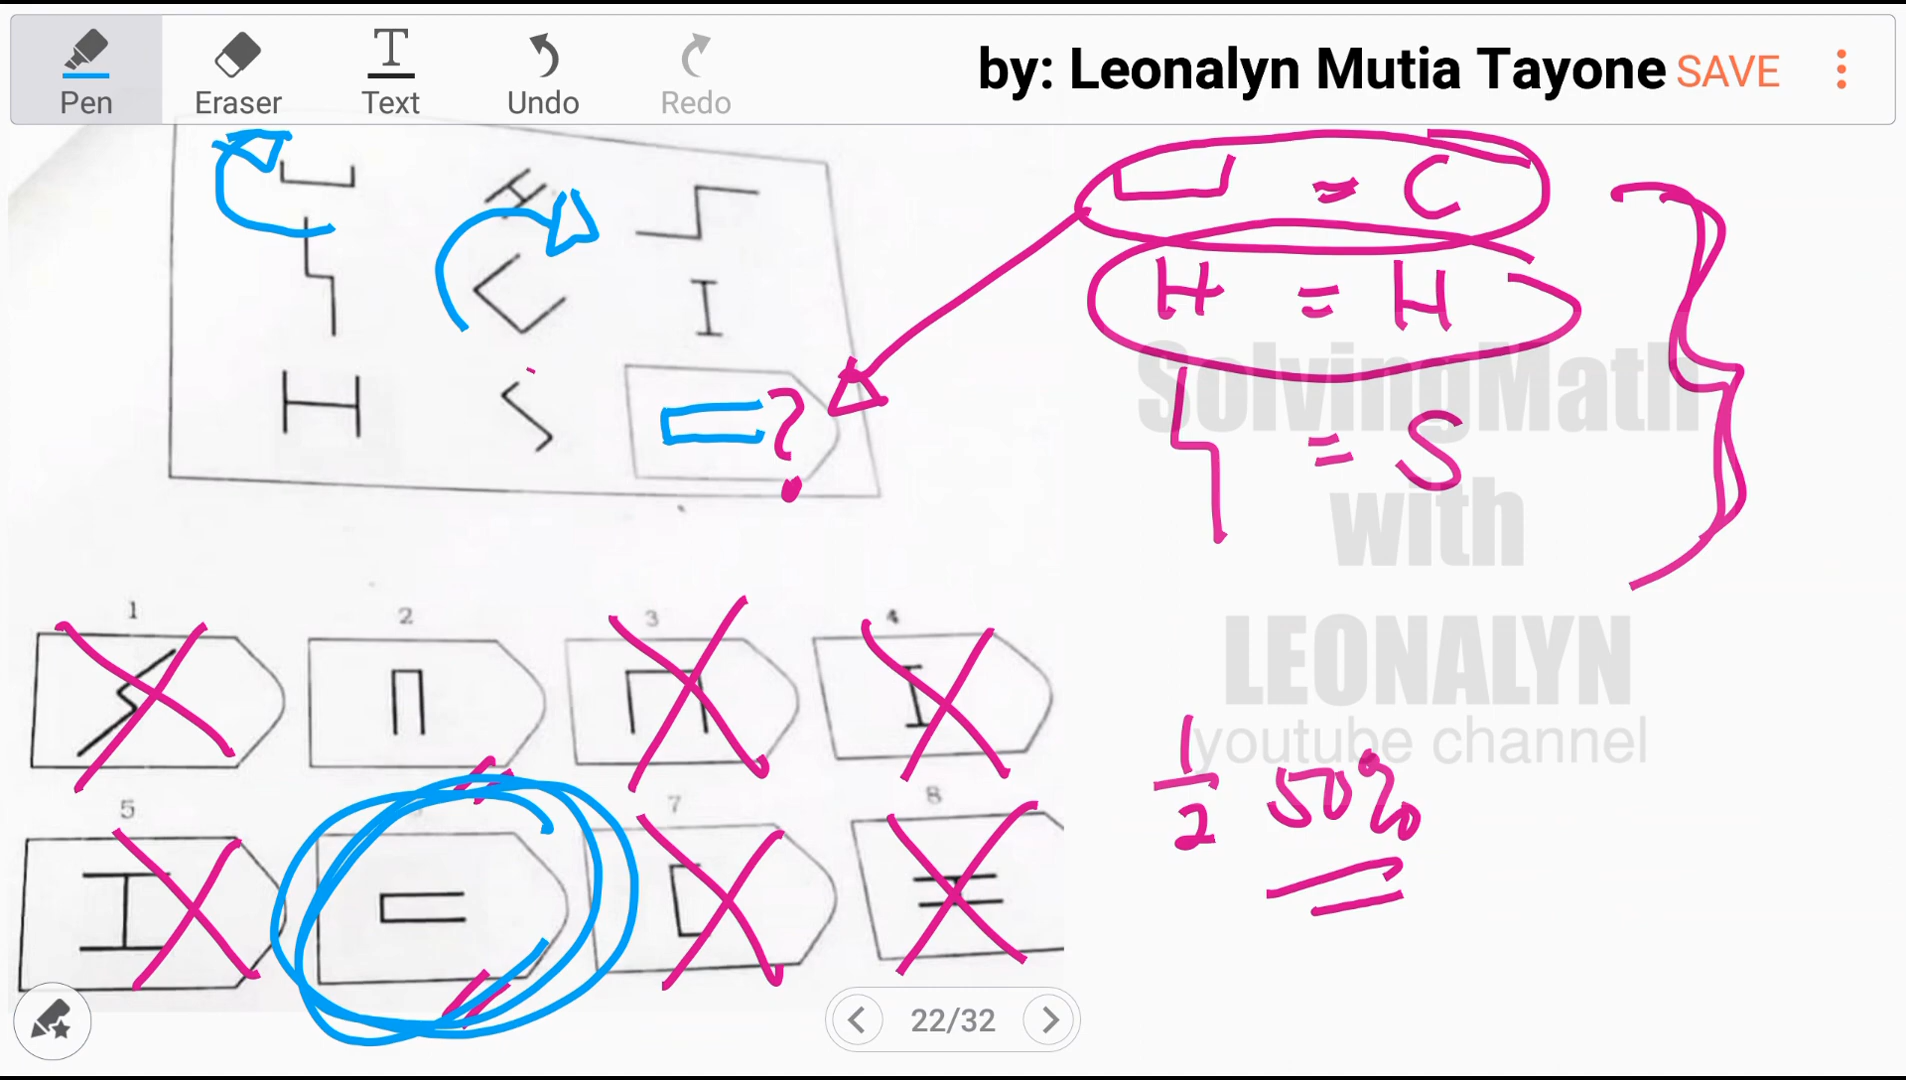 Pen Eraser T Text Undo Redo by: Leonalyn Mutia Tayone SAVE
= C
H = H
= S
?
SolvingMath
with
LEONALYN
youtube channel
1 2 3 4
5 7 8
1/2 50%
22/32